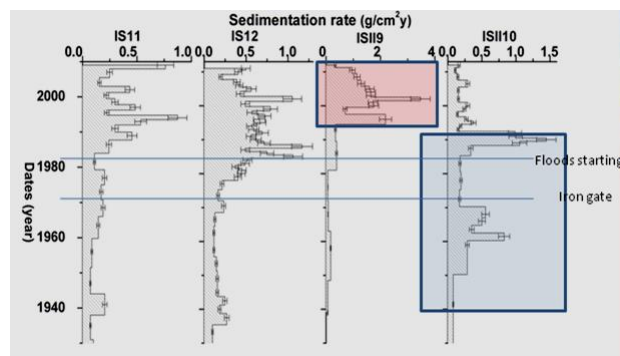 Sedimentation rate (g/cm²y)
IS11 IS12 ISII9 ISII10
0.0 0.5 1.0 0.0 0.5 1.0 0 2 4 0.0 0,5 1,0 1,5
2000
1980
1960
1940
Dates (year)
Floods starting
Iron gate